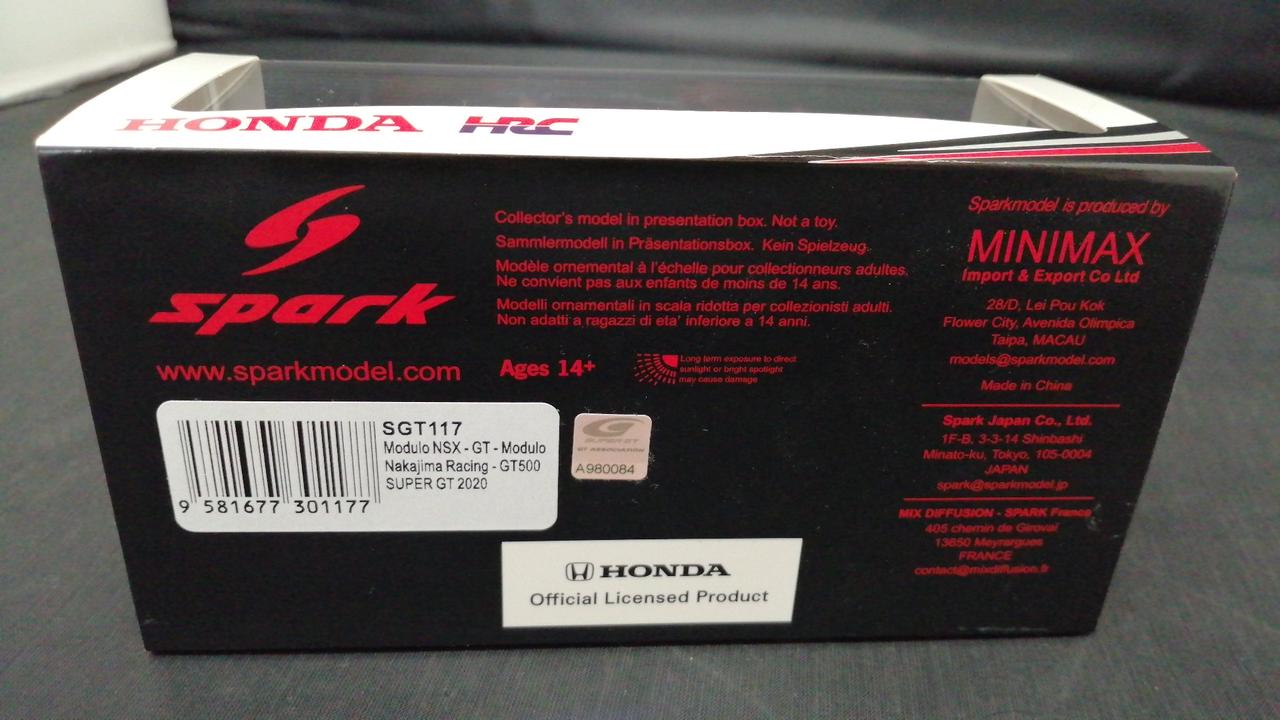 HONDA HRC
spark
www.sparkmodel.com
Collector's model in presentation box. Not a toy.
Sammlermodell in Präsentationsbox. Kein Spielzeug.
Modèle ornemental à l'échelle pour collectionneurs adultes.
Ne convient pas aux enfants de moins de 14 ans.
Modelli ornamentali in scala ridotta per collezionisti adulti.
Non adatti a ragazzi di eta' inferiore a 14 anni.
Ages 14+
Long term exposure to direct
sunlight or bright spotlight
may cause damage
Sparkmodel is produced by
MINIMAX
Import & Export Co Ltd
28/D, Lei Pou Kok
Flower City, Avenida Olimpica
Taipa, MACAU
models@sparkmodel.com
Made in China
Spark Japan Co., Ltd.
1F-B, 3-3-14 Shinbashi
Minato-ku, Tokyo, 105-0004
JAPAN
spark@sparkmodel.jp
MIX DIFFUSION - SPARK France
405 chemin de Giroval
13650 Meyrargues
FRANCE
contact@mixdiffusion.fr
SGT117
Modulo NSX - GT - Modulo
Nakajima Racing - GT500
SUPER GT 2020
9 581677 301177
SUPER GT
GT ASSOCIATION
A980084
HONDA
Official Licensed Product